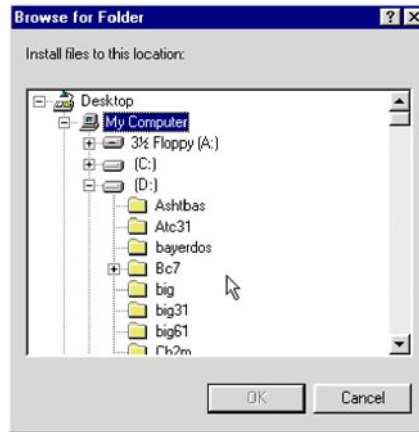 Browse for Folder
Install files to this location:
Desktop
My Computer
3½ Floppy (A:)
(C:)
(D:)
Ashtbas
Atc31
bayerdos
Bc7
big
big31
big61
Ch2m
OK
Cancel